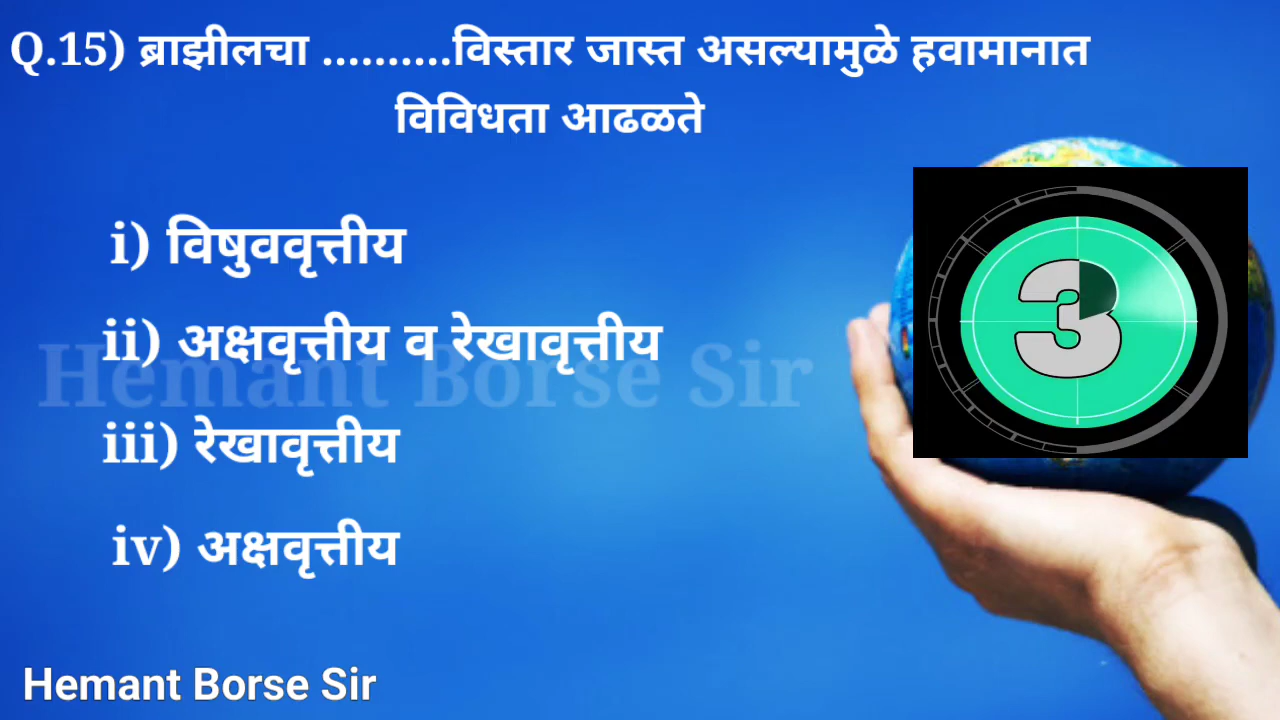 Q.15) ब्राझीलचा ..........विस्तार जास्त असल्यामुळे हवामानात
विविधता आढळते
i) विषुववृत्तीय
ii) अक्षवृत्तीय व रेखावृत्तीय
Hemant Borse Sir
iii) रेखावृत्तीय
iv) अक्षवृत्तीय
3
Hemant Borse Sir